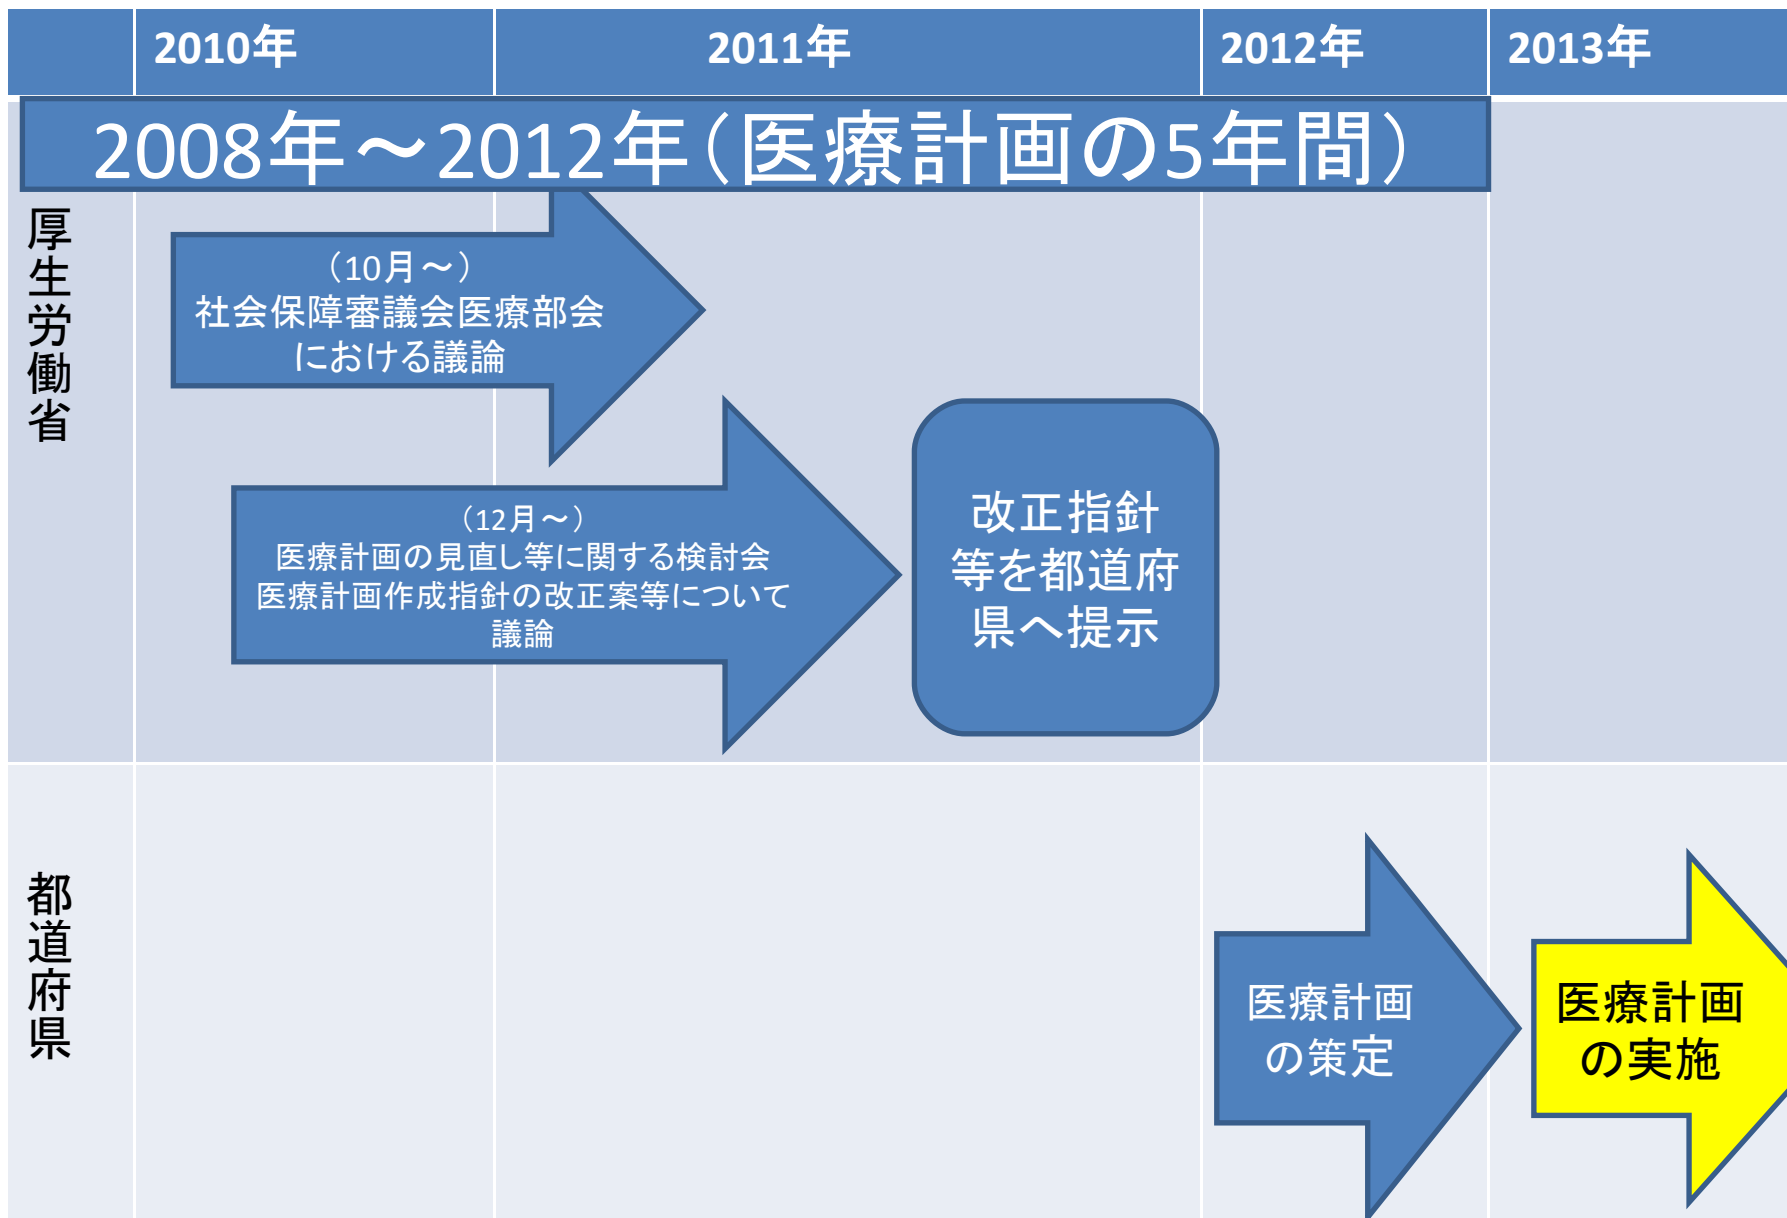 2010年
2011年
2012年
2013年
2008年～2012年（医療計画の5年間）
厚生労働省
（10月～）
社会保障審議会医療部会
における議論
（12月～）
医療計画の見直し等に関する検討会
医療計画作成指針の改正案等について
議論
改正指針
等を都道府
県へ提示
都道府県
医療計画
の策定
医療計画
の実施